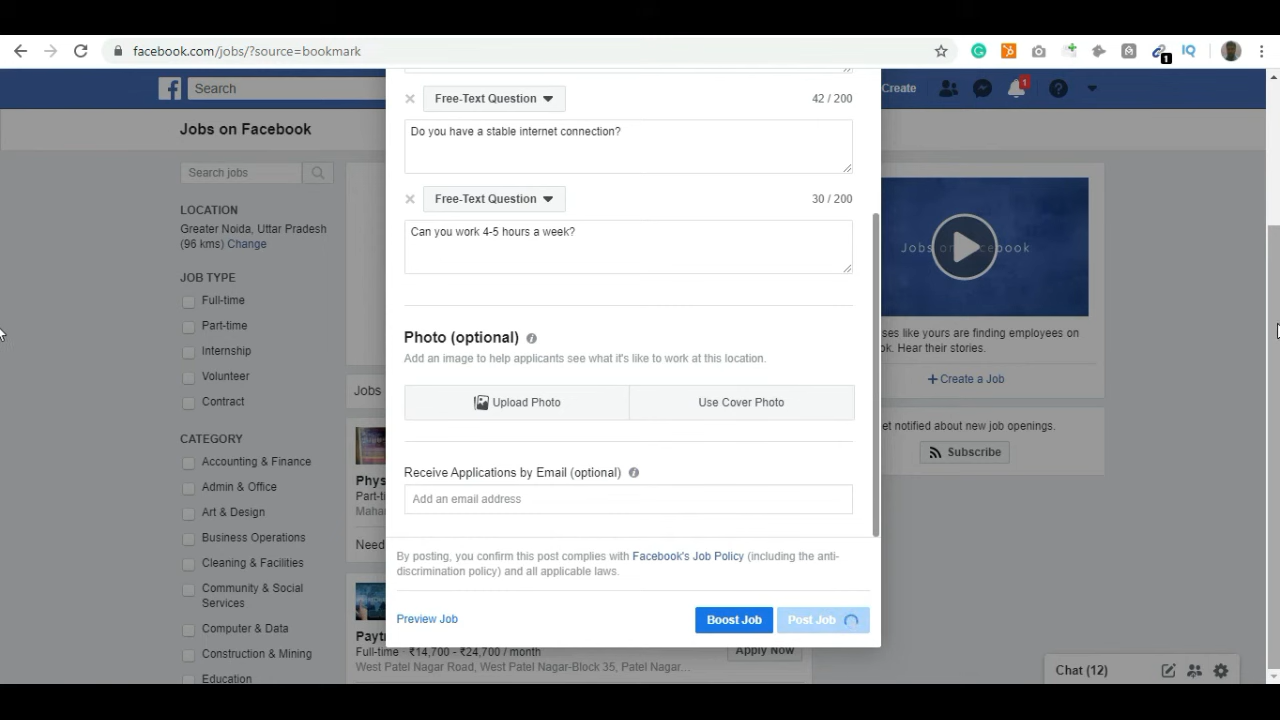 facebook.com/jobs/?source=bookmark
1
IQ
Search
Create
1
Jobs on Facebook
Search jobs
LOCATION
Greater Noida, Uttar Pradesh
(96 kms) Change
JOB TYPE
Full-time
Part-time
Internship
Volunteer
Contract
CATEGORY
Accounting & Finance
Admin & Office
Art & Design
Business Operations
Cleaning & Facilities
Community & Social
Services
Computer & Data
Construction & Mining
Education
Jobs
Phys
Part-ti
Mahar
Need
Paytr
Full-time · ₹14,700 - ₹24,700 / month
West Patel Nagar Road, West Patel Nagar-Block 35, Patel Nagar...
Apply Now
Free-Text Question
42 / 200
Do you have a stable internet connection?
Free-Text Question
30 / 200
Can you work 4-5 hours a week?
Photo (optional)
Add an image to help applicants see what it's like to work at this location.
Upload Photo
Use Cover Photo
Receive Applications by Email (optional)
Add an email address
By posting, you confirm this post complies with Facebook's Job Policy (including the anti-
discrimination policy) and all applicable laws.
Preview Job
Boost Job
Post Job
Jobs on Facebook
ses like yours are finding employees on
ok. Hear their stories.
+ Create a Job
et notified about new job openings.
Subscribe
Chat (12)